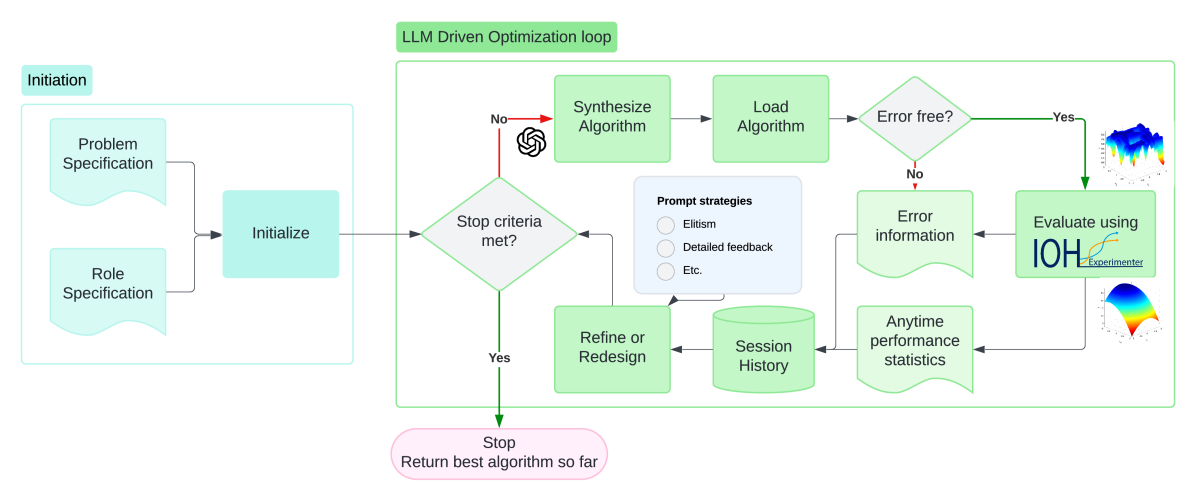 LLM Driven Optimization loop
Initiation
Problem
Specification
Role
Specification
Initialize
Stop criteria
met?
No
Synthesize
Algorithm
Load
Algorithm
Error free?
Yes
No
Error
information
Evaluate using
IOH
Experimenter
Prompt strategies
Elitism
Detailed feedback
Etc.
Refine or
Redesign
Session
History
Anytime
performance
statistics
Yes
Stop
Return best algorithm so far